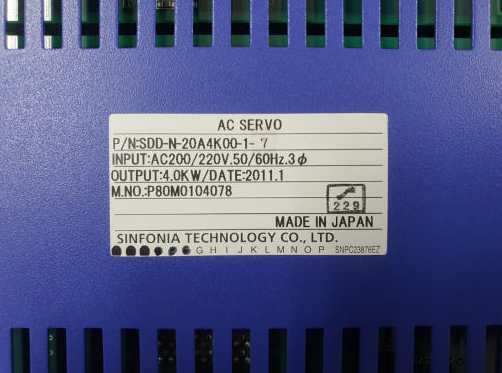 AC SERVO
P/N:SDD-N-20A4K00-1- 7
INPUT:AC200/220V.50/60Hz.3ϕ
OUTPUT:4.0KW/DATE:2011.1
M.NO.:P80M0104078
229
MADE IN JAPAN
SINFONIA TECHNOLOGY CO., LTD.
G H I J K L M N O P SNPC23876EZ